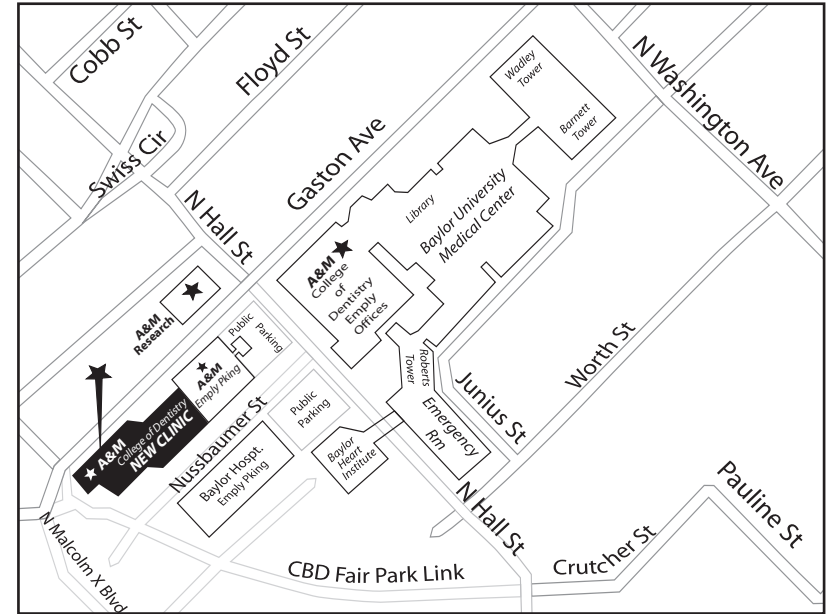 Cobb St
Floyd St
N Washington Ave
Wadley
Tower
Barnett
Tower
Swiss Cir
Gaston Ave
N Hall St
Library
Baylor University
Medical Center
A&M
College
of
Dentistry
Emply
Offices
A&M
Research
Public
Parking
A&M
Emply Pking
A&M
College of Dentistry
NEW CLINIC
Nussbaumer St
Public
Parking
Roberts
Tower
Junius St
Worth St
Emergency
Rm
Baylor
Heart
Institute
Baylor Hospt.
Emply Pking
N Hall St
Pauline St
N Malcolm X Blvd
CBD Fair Park Link
Crutcher St